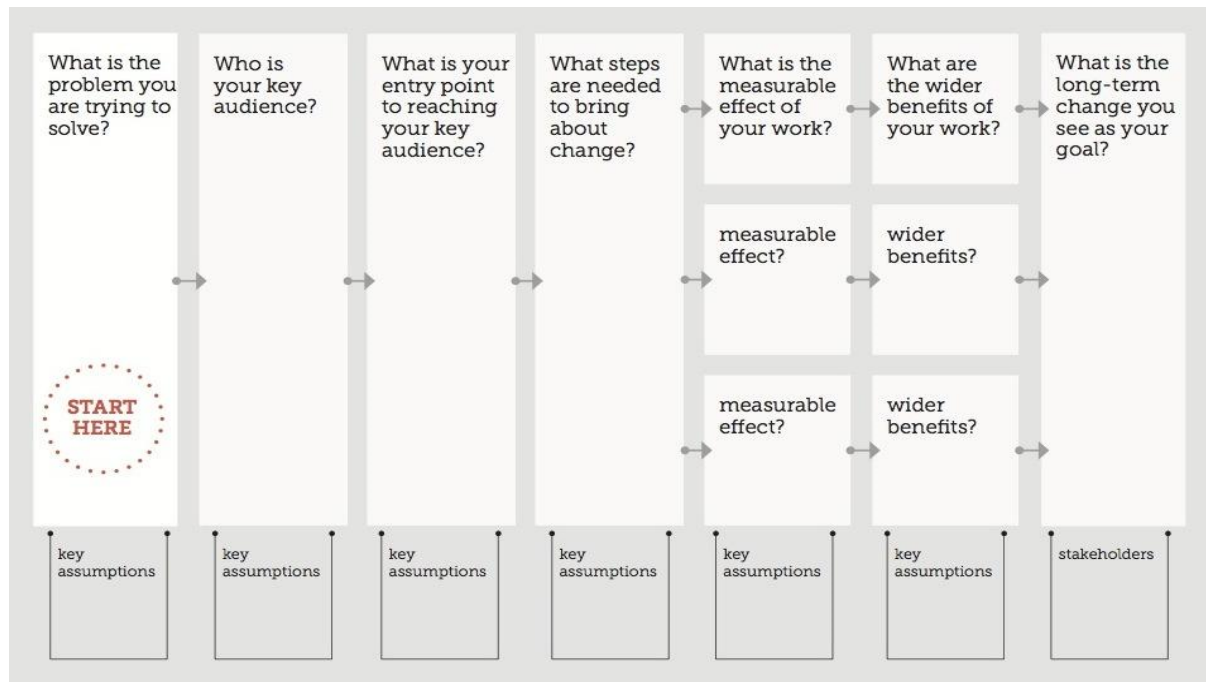 What is the
problem you
are trying to
solve?
START
HERE
key
assumptions
Who is
your key
audience?
key
assumptions
What is your
entry point
to reaching
your key
audience?
key
assumptions
What steps
are needed
to bring
about
change?
key
assumptions
What is the
measurable
effect of
your work?
measurable
effect?
measurable
effect?
key
assumptions
What are
the wider
benefits of
your work?
wider
benefits?
wider
benefits?
key
assumptions
What is the
long-term
change you
see as your
goal?
stakeholders